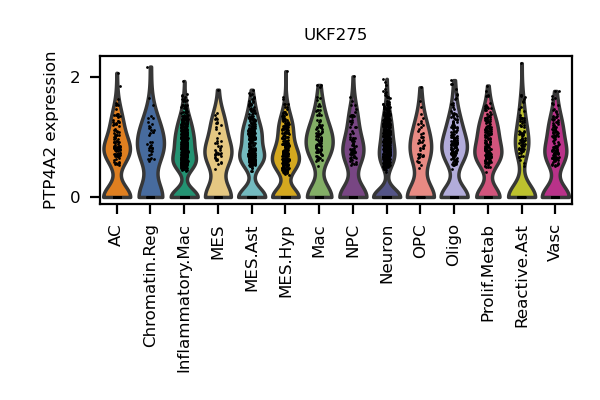 UKF275
PTP4A2 expression
2
0
AC
Chromatin.Reg
Inflammatory.Mac
MES
MES.Ast
MES.Hyp
Mac
NPC
Neuron
OPC
Oligo
Prolif.Metab
Reactive.Ast
Vasc